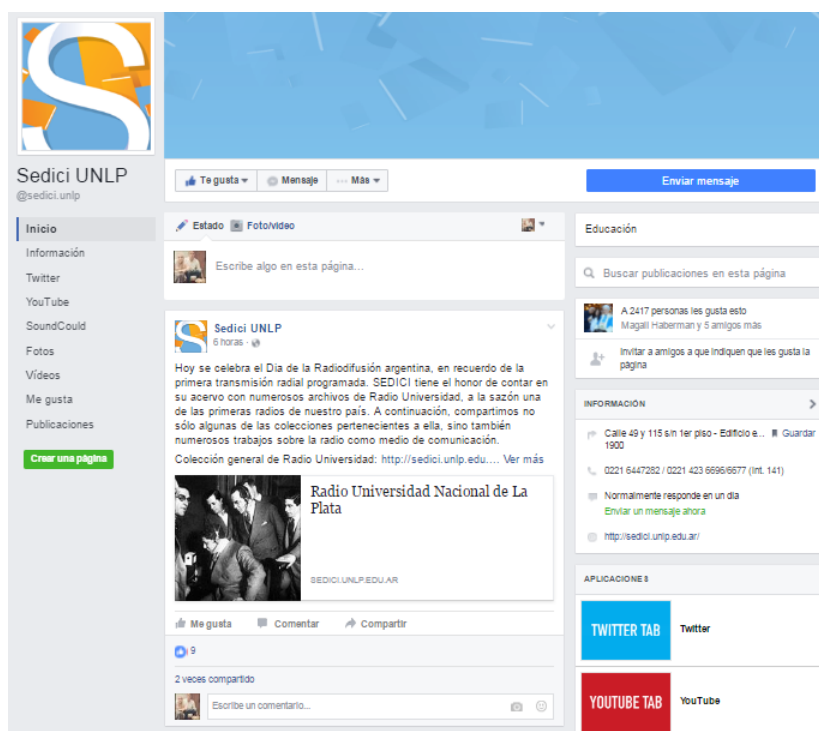 Sedici UNLP
@sedici.unlp
Inicio
Información
Twitter
YouTube
SoundCould
Fotos
Vídeos
Me gusta
Publicaciones
Crear una página
Te gusta
Mensaje
Más
Enviar mensaje
Estado Foto/video
Escribe algo en esta página...
Sedici UNLP
6 horas ·
Hoy se celebra el Dia de la Radiodifusión argentina, en recuerdo de la
primera transmisión radial programada. SEDICI tiene el honor de contar en
su acervo con numerosos archivos de Radio Universidad, a la sazón una
de las primeras radios de nuestro país. A continuación, compartimos no
sólo algunas de las colecciones pertenecientes a ella, sino también
numerosos trabajos sobre la radio como medio de comunicación.
Colección general de Radio Universidad: http://sedici.unlp.edu.... Ver más
Radio Universidad Nacional de La
Plata
SEDICI.UNLP.EDU.AR
Me gusta Comentar Compartir
9
2 veces compartido
Escribe un comentario...
Educación
Buscar publicaciones en esta página
A 2417 personas les gusta esto
Magali Haberman y 5 amigos más
Invitar a amigos a que indiquen que les gusta la
página
INFORMACIÓN
Calle 49 y 115 s/n 1er piso - Edificio e... Guardar
1900
0221 6447282 / 0221 423 6696/6677 (Int. 141)
Normalmente responde en un día
Enviar un mensaje ahora
http://sedici.unlp.edu.ar/
APLICACIONES
TWITTER TAB
Twitter
YOUTUBE TAB
YouTube